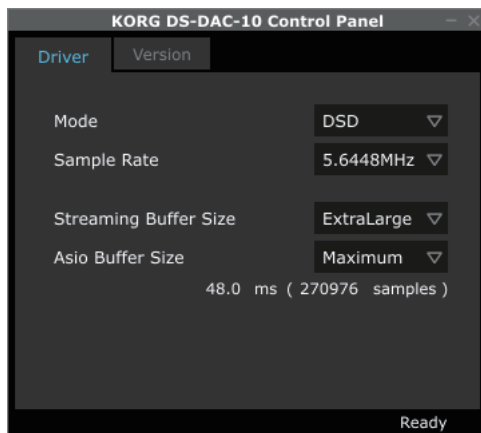 KORG DS-DAC-10 Control Panel
Driver Version
Mode DSD
Sample Rate 5.6448MHz
Streaming Buffer Size ExtraLarge
Asio Buffer Size Maximum
48.0 ms ( 270976 samples )
Ready